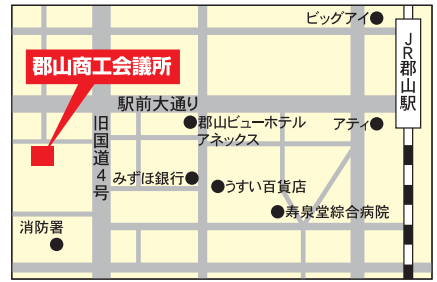 ビッグアイ
JR郡山駅
郡山商工会議所
駅前大通り
旧国道4号
郡山ビューホテル
アネックス
アティ
みずほ銀行
うすい百貨店
寿泉堂綜合病院
消防署